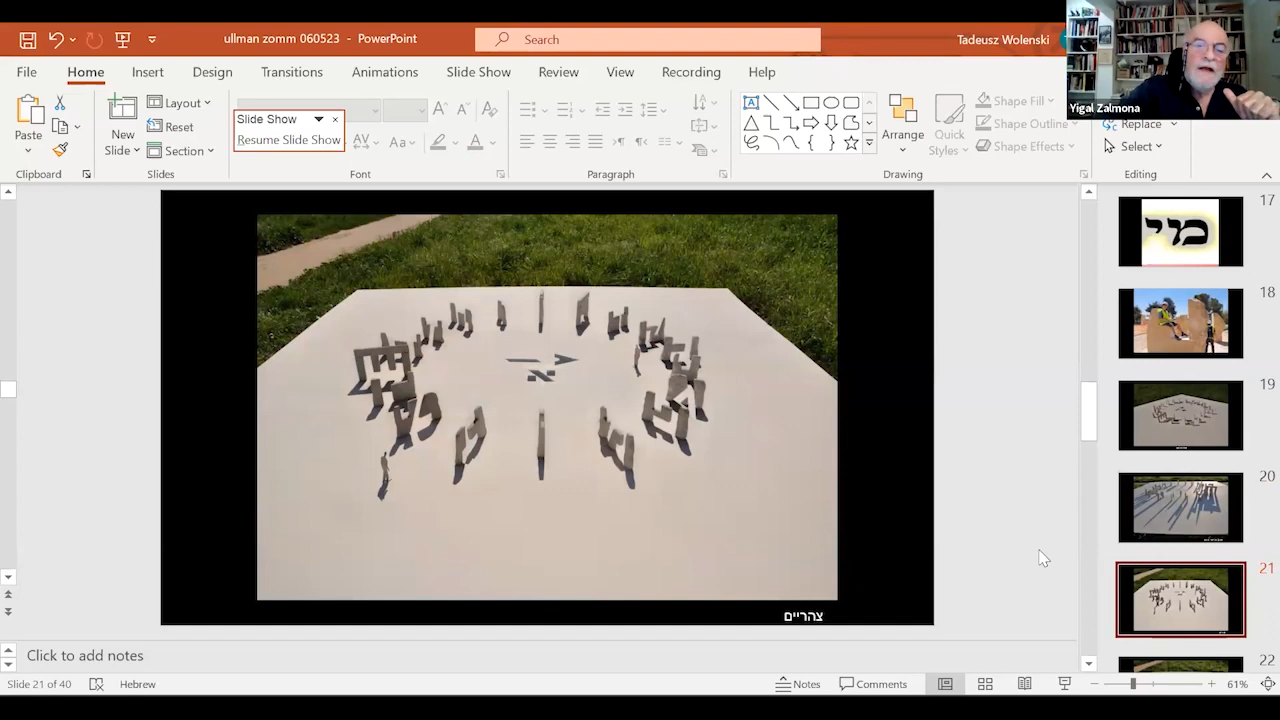 ullman zomm 060523 - PowerPoint
Search
Tadeusz Wolenski
File Home Insert Design Transitions Animations Slide Show Review View Recording Help
Yigal Zalmona
Paste
New Slide
Layout
Reset
Section
Slide Show
Resume Slide Show
Aa
Arrange
Quick Styles
Shape Fill
Shape Outline
Shape Effects
Replace
Select
Clipboard Slides Font Paragraph Drawing Editing
17
מוי
18
19
20
21
22
א
צהריים
Click to add notes
Slide 21 of 40 Hebrew Notes Comments 61%